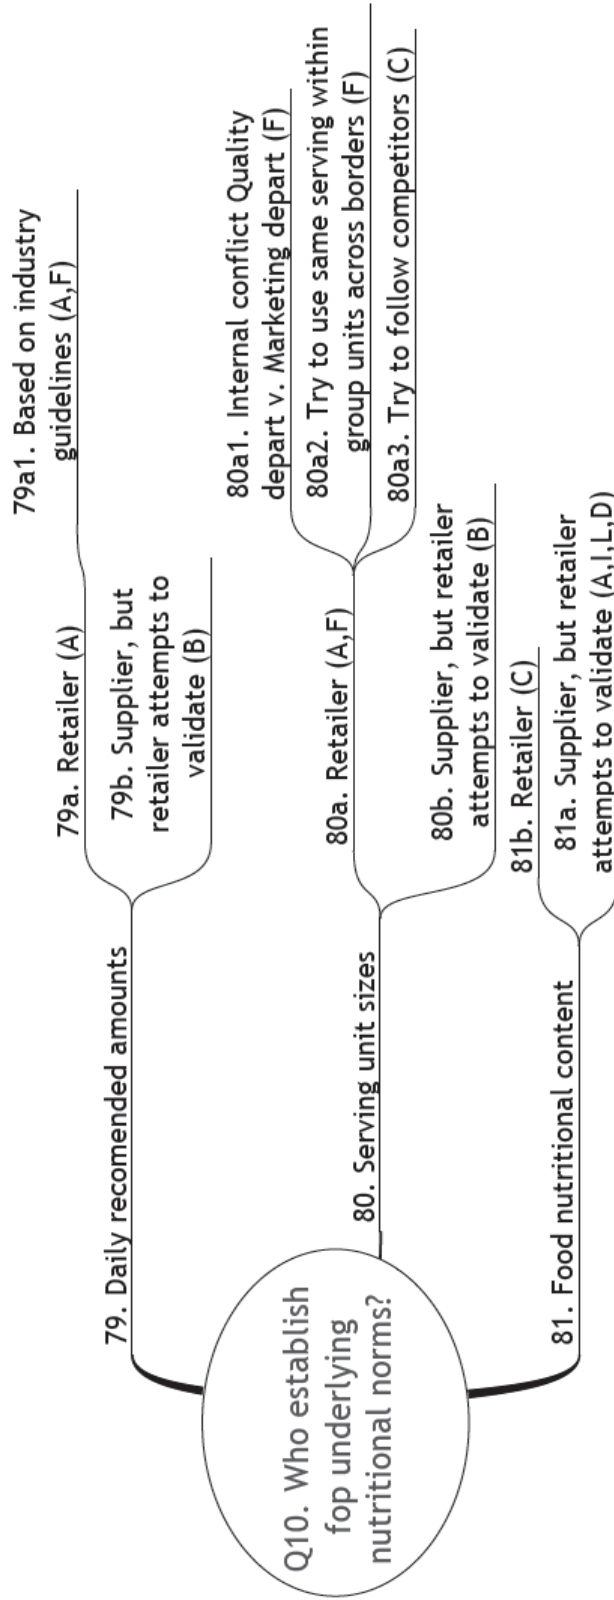 Q10. Who establish
fop underlying
nutritional norms?
79. Daily recomended amounts
79a. Retailer (A)
79a1. Based on industry
guidelines (A,F)
79b. Supplier, but
retailer attempts to
validate (B)
80. Serving unit sizes
80a. Retailer (A,F)
80a1. Internal conflict Quality
depart v. Marketing depart (F)
80a2. Try to use same serving within
group units across borders (F)
80a3. Try to follow competitors (C)
80b. Supplier, but retailer
attempts to validate (B)
81. Food nutritional content
81b. Retailer (C)
81a. Supplier, but retailer
attempts to validate (A,I,L,D)